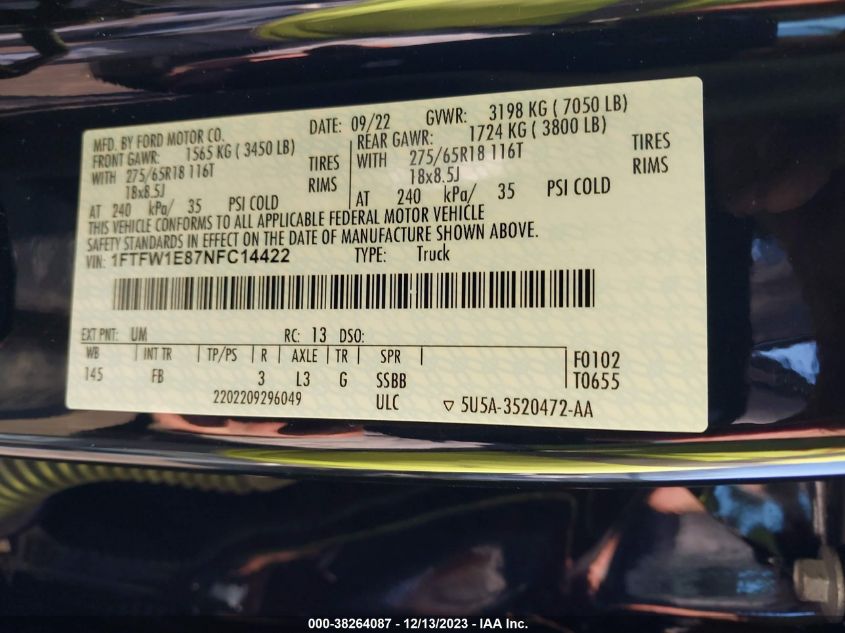 MFD. BY FORD MOTOR CO. DATE: 09/22 GVWR: 3198 KG ( 7050 LB)
FRONT GAWR: 1565 KG ( 3450 LB) REAR GAWR: 1724 KG ( 3800 LB)
WITH 275/65R18 116T TIRES WITH 275/65R18 116T TIRES
18x8.5J RIMS 18x8.5J RIMS
AT 240 kPa/ 35 PSI COLD AT 240 kPa/ 35 PSI COLD
THIS VEHICLE CONFORMS TO ALL APPLICABLE FEDERAL MOTOR VEHICLE
SAFETY STANDARDS IN EFFECT ON THE DATE OF MANUFACTURE SHOWN ABOVE.
VIN: 1FTFW1E87NFC14422 TYPE: Truck
EXT PNT: UM RC: 13 DSO:
WB INT TR TP/PS R AXLE TR SPR F0102
145 FB 3 L3 G SSBB T0655
2202209296049 ULC ▽ 5U5A-3520472-AA
000-38264087 - 12/13/2023 - IAA Inc.